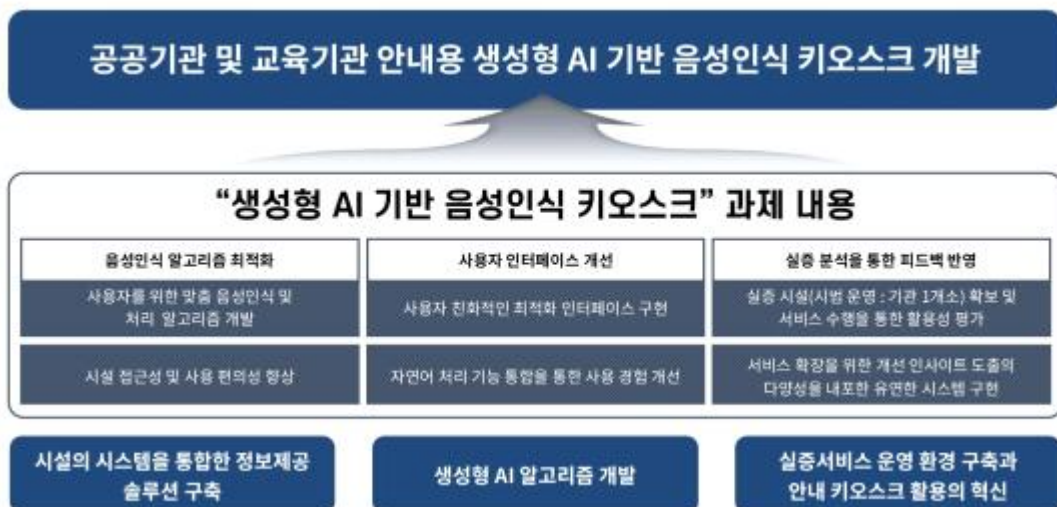 공공기관 및 교육기관 안내용 생성형 AI 기반 음성인식 키오스크 개발
“생성형 AI 기반 음성인식 키오스크” 과제 내용
음성인식 알고리즘 최적화
사용자를 위한 맞춤 음성인식 및
처리 알고리즘 개발
시설 접근성 및 사용 편의성 향상
사용자 인터페이스 개선
사용자 친화적인 최적화 인터페이스 구현
자연어 처리 기능 통합을 통한 사용 경험 개선
실증 분석을 통한 피드백 반영
실증 시설(시범 운영 : 기관 1개소) 확보 및
서비스 수행을 통한 활용성 평가
서비스 확장을 위한 개선 인사이트 도출의
다양성을 내포한 유연한 시스템 구현
시설의 시스템을 통합한 정보제공
솔루션 구축
생성형 AI 알고리즘 개발
실증서비스 운영 환경 구축과
안내 키오스크 활용의 혁신